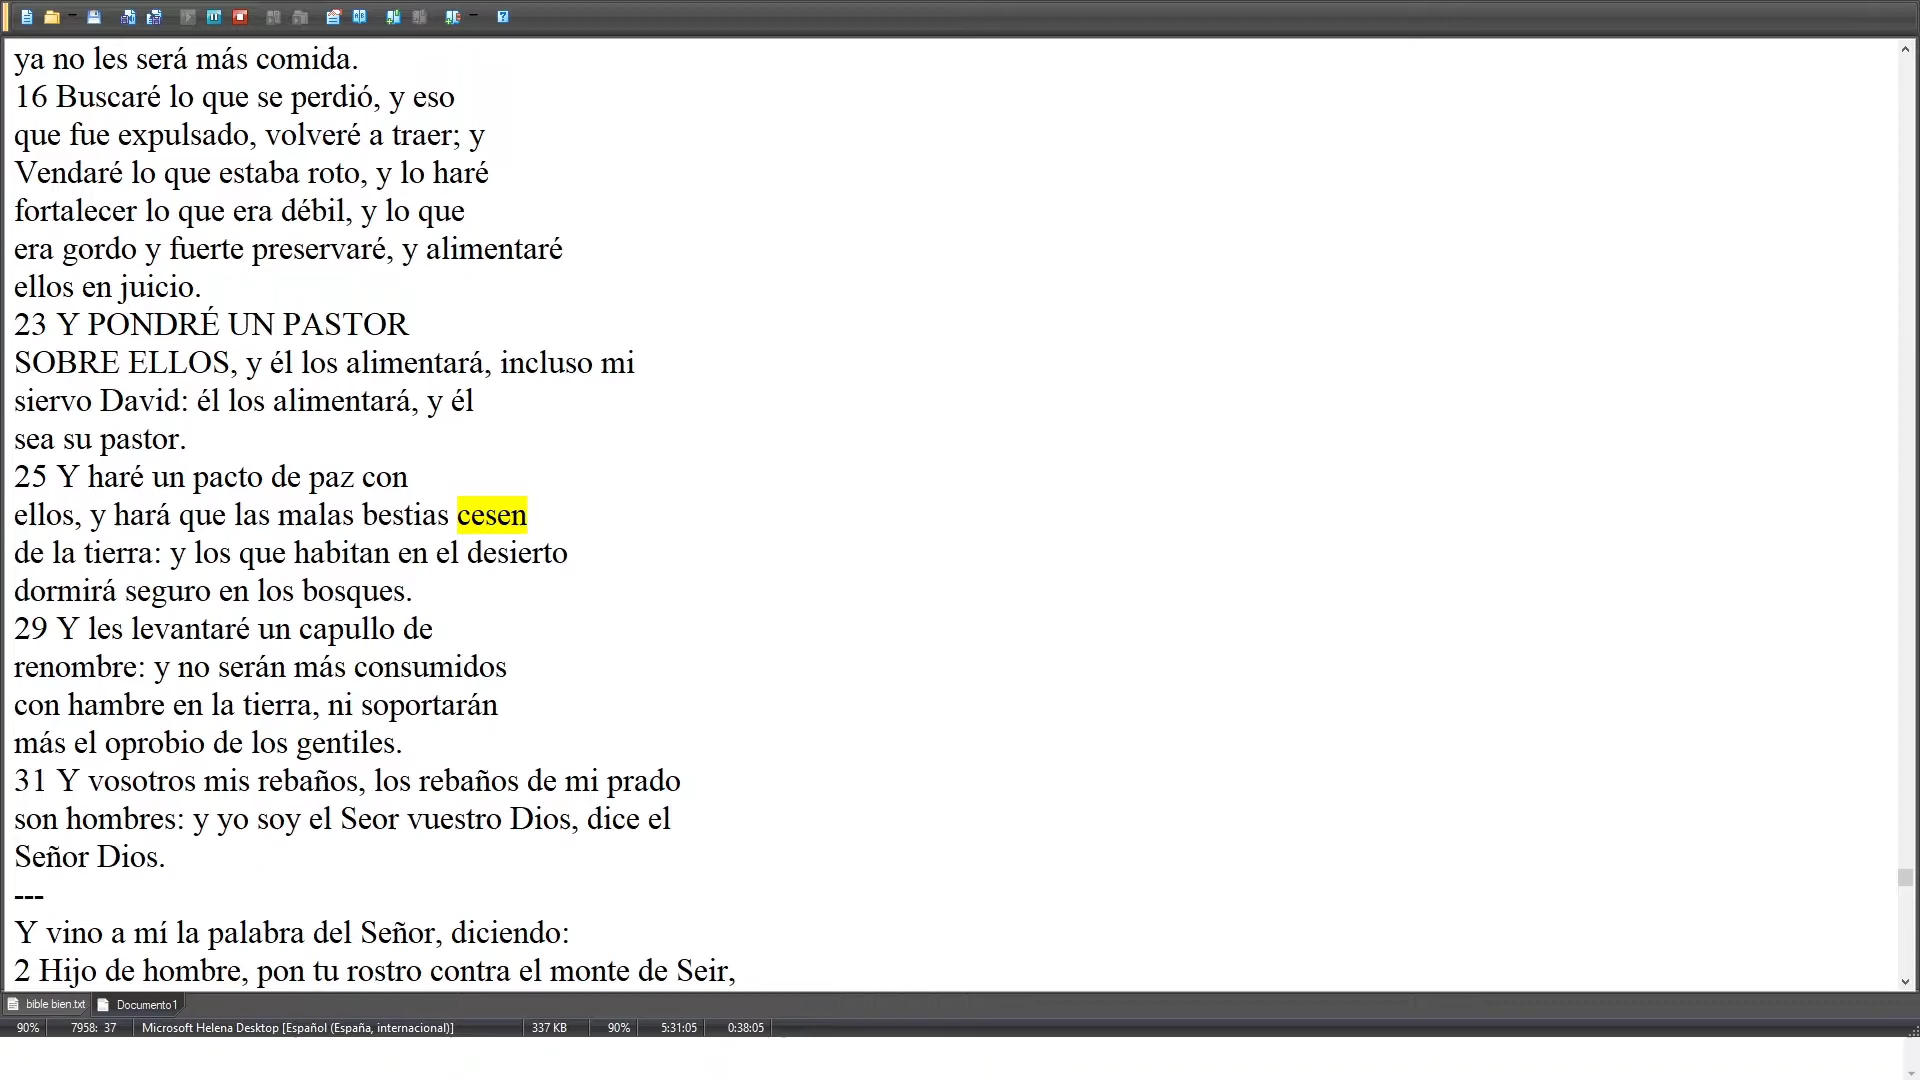 ya no les será más comida.
16 Buscaré lo que se perdió, y eso
que fue expulsado, volveré a traer; y
Vendaré lo que estaba roto, y lo haré
fortalecer lo que era débil, y lo que
era gordo y fuerte preservaré, y alimentaré
ellos en juicio.
23 Y PONDRÉ UN PASTOR
SOBRE ELLOS, y él los alimentará, incluso mi
siervo David: él los alimentará, y él
sea su pastor.
25 Y haré un pacto de paz con
ellos, y hará que las malas bestias cesen
de la tierra: y los que habitan en el desierto
dormirá seguro en los bosques.
29 Y les levantaré un capullo de
renombre: y no serán más consumidos
con hambre en la tierra, ni soportarán
más el oprobio de los gentiles.
31 Y vosotros mis rebaños, los rebaños de mi prado
son hombres: y yo soy el Seor vuestro Dios, dice el
Señor Dios.
---
Y vino a mí la palabra del Señor, diciendo:
2 Hijo de hombre, pon tu rostro contra el monte de Seir,
bible bien.txt Documento1
90% 7958: 37 Microsoft Helena Desktop [Español (España, internacional)] 337 KB 90% 5:31:05 0:38:05